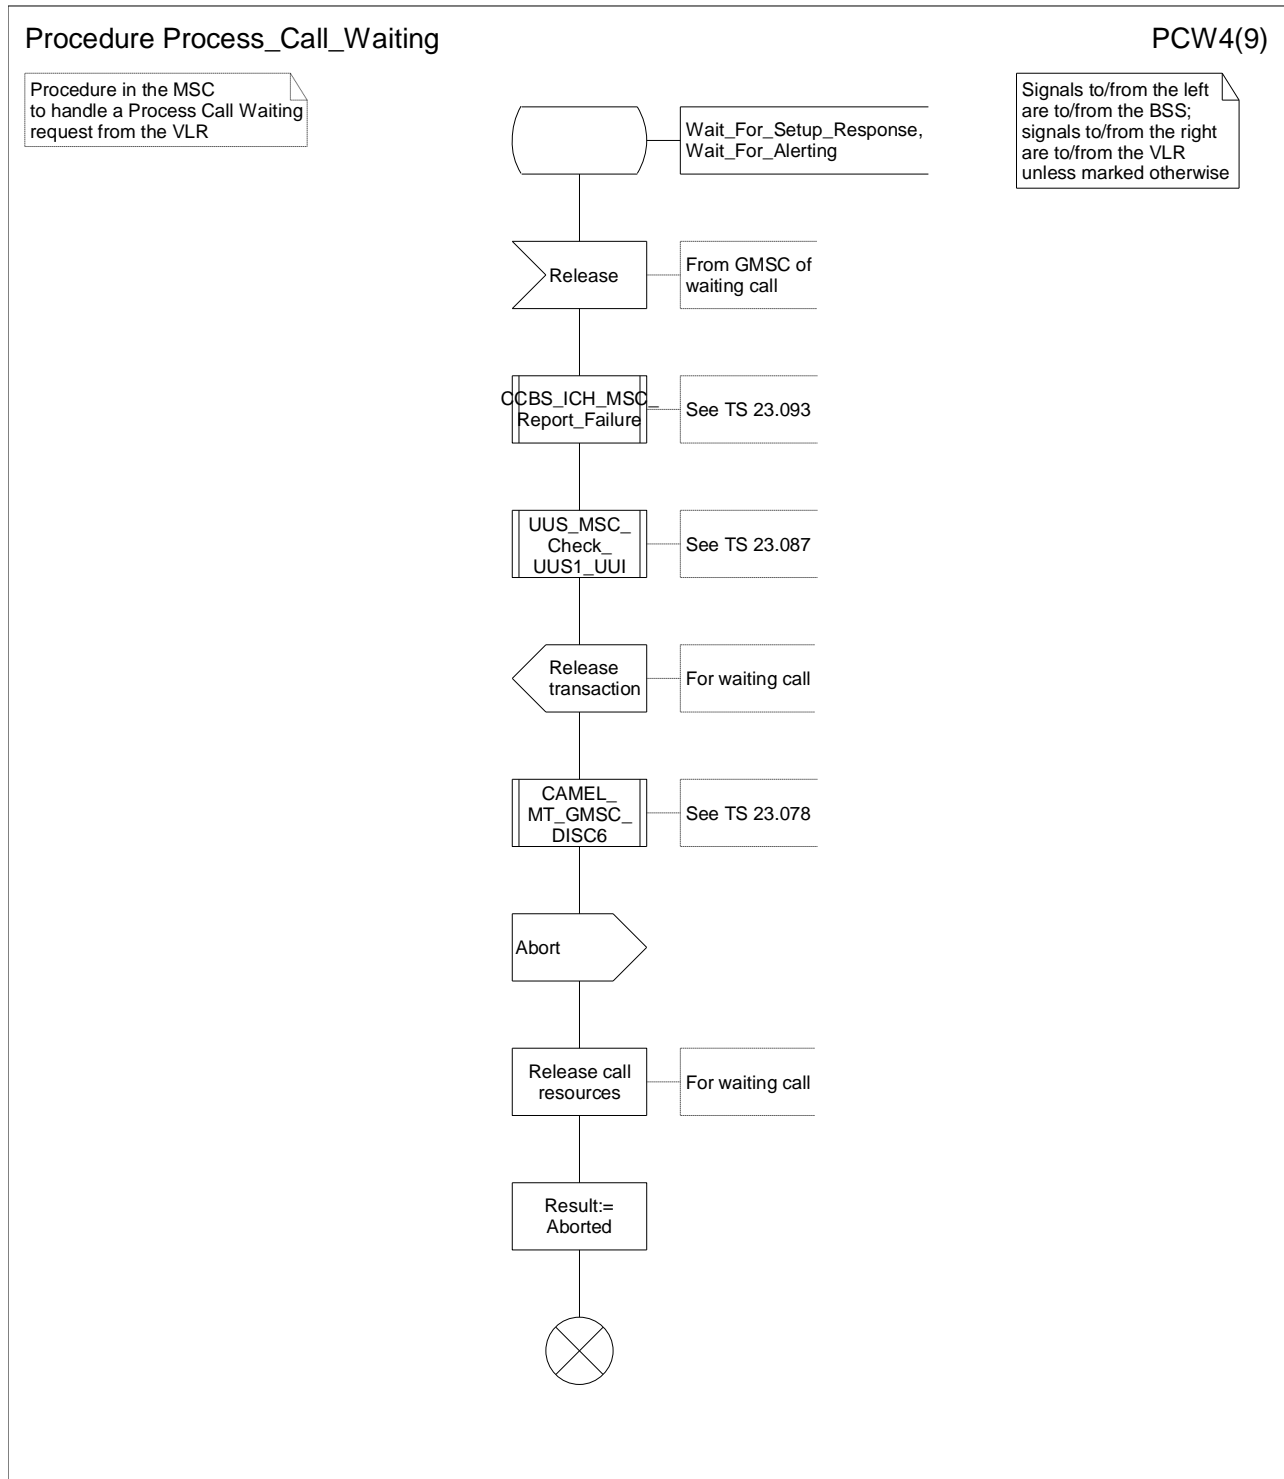 Procedure Process_Call_Waiting
PCW4(9)
Procedure in the MSC
to handle a Process Call Waiting
request from the VLR
Signals to/from the left
are to/from the BSS;
signals to/from the right
are to/from the VLR
unless marked otherwise
Wait_For_Setup_Response,
Wait_For_Alerting
Release
From GMSC of
waiting call
CCBS_ICH_MSC_
Report_Failure
See TS 23.093
UUS_MSC_
Check_
UUS1_UUI
See TS 23.087
Release
transaction
For waiting call
CAMEL_
MT_GMSC_
DISC6
See TS 23.078
Abort
Release call
resources
For waiting call
Result:=
Aborted